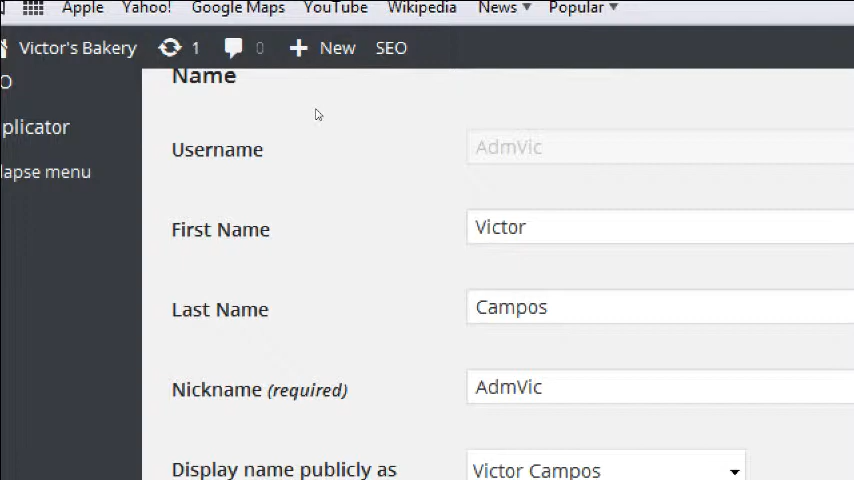 Apple Yahoo! Google Maps YouTube Wikipedia News Popular
Victor's Bakery 1 0 New SEO
Name
O
plicator
lapse menu
Username AdmVic
First Name Victor
Last Name Campos
Nickname (required) AdmVic
Display name publicly as Victor Campos